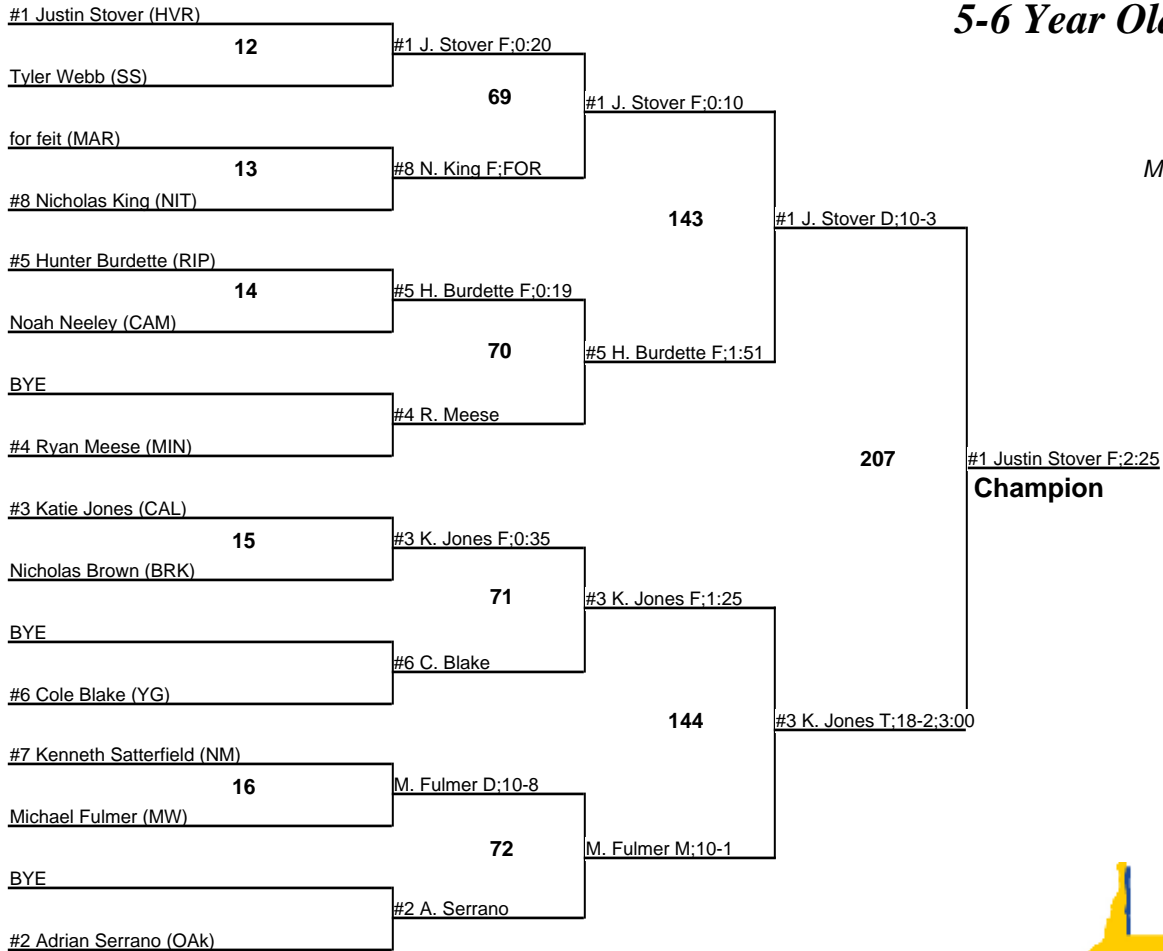 #1 Justin Stover (HVR)
5-6 Year Old
12
#1 J. Stover F;0:20
Tyler Webb (SS)
69
#1 J. Stover F;0:10
for feit (MAR)
13
#8 N. King F;FOR
M
#8 Nicholas King (NIT)
143
#1 J. Stover D;10-3
#5 Hunter Burdette (RIP)
14
#5 H. Burdette F;0:19
Noah Neeley (CAM)
70
#5 H. Burdette F;1:51
BYE
#4 R. Meese
#4 Ryan Meese (MIN)
207
#1 Justin Stover F;2:25
Champion
#3 Katie Jones (CAL)
15
#3 K. Jones F;0:35
Nicholas Brown (BRK)
71
#3 K. Jones F;1:25
BYE
#6 C. Blake
#6 Cole Blake (YG)
144
#3 K. Jones T;18-2;3:00
#7 Kenneth Satterfield (NM)
16
M. Fulmer D;10-8
Michael Fulmer (MW)
72
M. Fulmer M;10-1
BYE
#2 A. Serrano
#2 Adrian Serrano (OAk)